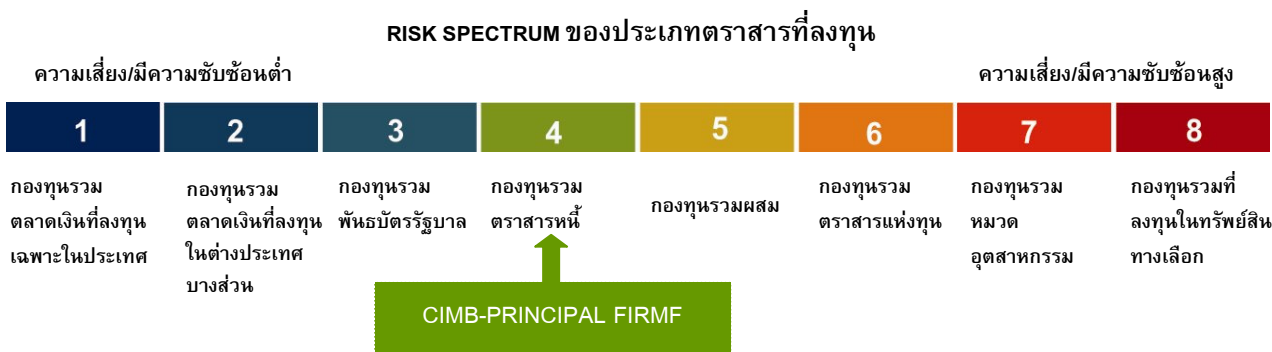 RISK SPECTRUM ของประเภทตราสารที่ลงทุน
ความเสี่ยง/มีความซับซ้อนต่ำ
ความเสี่ยง/มีความซับซ้อนสูง
1
2
3
4
5
6
7
8
กองทุนรวม
ตลาดเงินที่ลงทุน
เฉพาะในประเทศ
กองทุนรวม
ตลาดเงินที่ลงทุน
ในต่างประเทศ
บางส่วน
กองทุนรวม
พันธบัตรรัฐบาล
กองทุนรวม
ตราสารหนี้
กองทุนรวมผสม
กองทุนรวม
ตราสารแห่งทุน
กองทุนรวม
หมวด
อุตสาหกรรม
กองทุนรวมที่
ลงทุนในทรัพย์สิน
ทางเลือก
CIMB-PRINCIPAL FIRMF